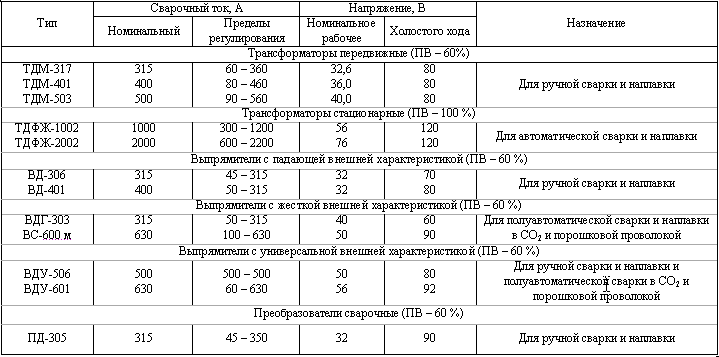 Тип Сварочный ток, А Напряжение, В Назначение
Номинальный Пределы регулирования Номинальное рабочее Холостого хода
Трансформаторы передвижные (ПВ – 60%)
ТДМ-317 315 60 – 360 32,6 80
ТДМ-401 400 80 – 460 36,0 80 Для ручной сварки и наплавки
ТДМ-503 500 90 – 560 40,0 80
Трансформаторы стационарные (ПВ – 100 %)
ТДФЖ-1002 1000 300 – 1200 56 120 Для автоматической сварки и наплавки
ТДФЖ-2002 2000 600 – 2200 76 120
Выпрямители с падающей внешней характеристикой (ПВ – 60 %)
ВД-306 315 45 – 315 32 70 Для ручной сварки и наплавки
ВД-401 400 50 – 315 32 80
Выпрямители с жесткой внешней характеристикой (ПВ – 60 %)
ВДГ-303 315 50 – 315 40 60 Для полуавтоматической сварки и наплавки
ВС-600 м 630 100 – 630 50 90 в CO₂ и порошковой проволокой
Выпрямители с универсальной внешней характеристикой (ПВ – 60 %)
Для ручной сварки и наплавки и
ВДУ-506 500 500 – 500 50 80 полуавтоматической сварки в CO₂ и
ВДУ-601 630 60 – 630 56 92 порошковой проволокой
Преобразователи сварочные (ПВ – 60 %)
ПД-305 315 45 – 350 32 90 Для ручной сварки и наплавки